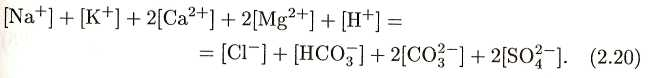 [Na⁺] + [K⁺] + 2[Ca²⁺] + 2[Mg²⁺] + [H⁺] =
= [Cl⁻] + [HCO₃⁻] + 2[CO₃²⁻] + 2[SO₄²⁻]. (2.20)